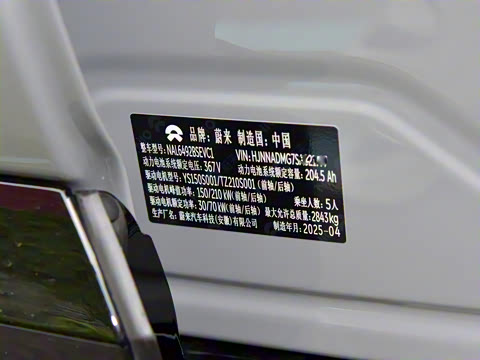 品牌：蔚来 制造国：中国
整车型号：NAL6492BSEVC1 VIN:HJNNADMG7S
动力电池系统额定电压：367V 动力电池系统额定容量：204.5 Ah
驱动电机型号：YS150S001/TZ210S001（前轴/后轴）
驱动电机峰值功率：150/210 kW（前轴/后轴） 乘坐人数：5人
驱动电机额定功率：30/70 kW（前轴/后轴） 最大允许总质量：2843kg
生产厂名：蔚来汽车科技（安徽）有限公司 制造年月：2025-04